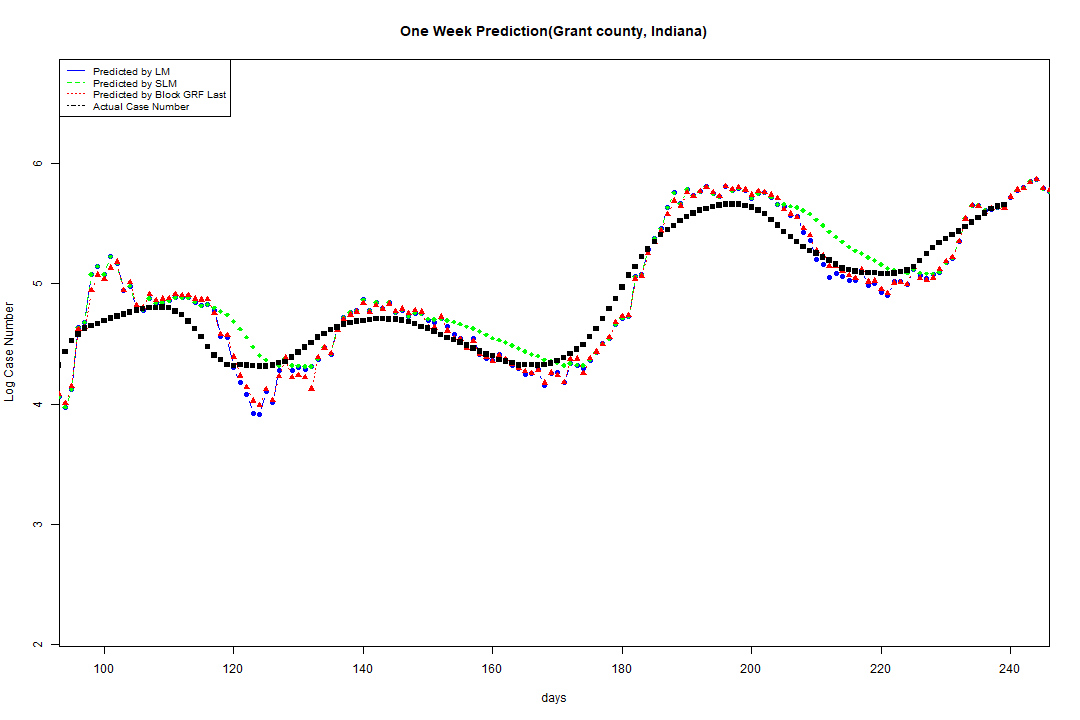 One Week Prediction(Grant county, Indiana)
Predicted by LM
Predicted by SLM
Predicted by Block GRF Last
Actual Case Number
6
5
4
3
2
Log Case Number
100 120 140 160 180 200 220 240
days